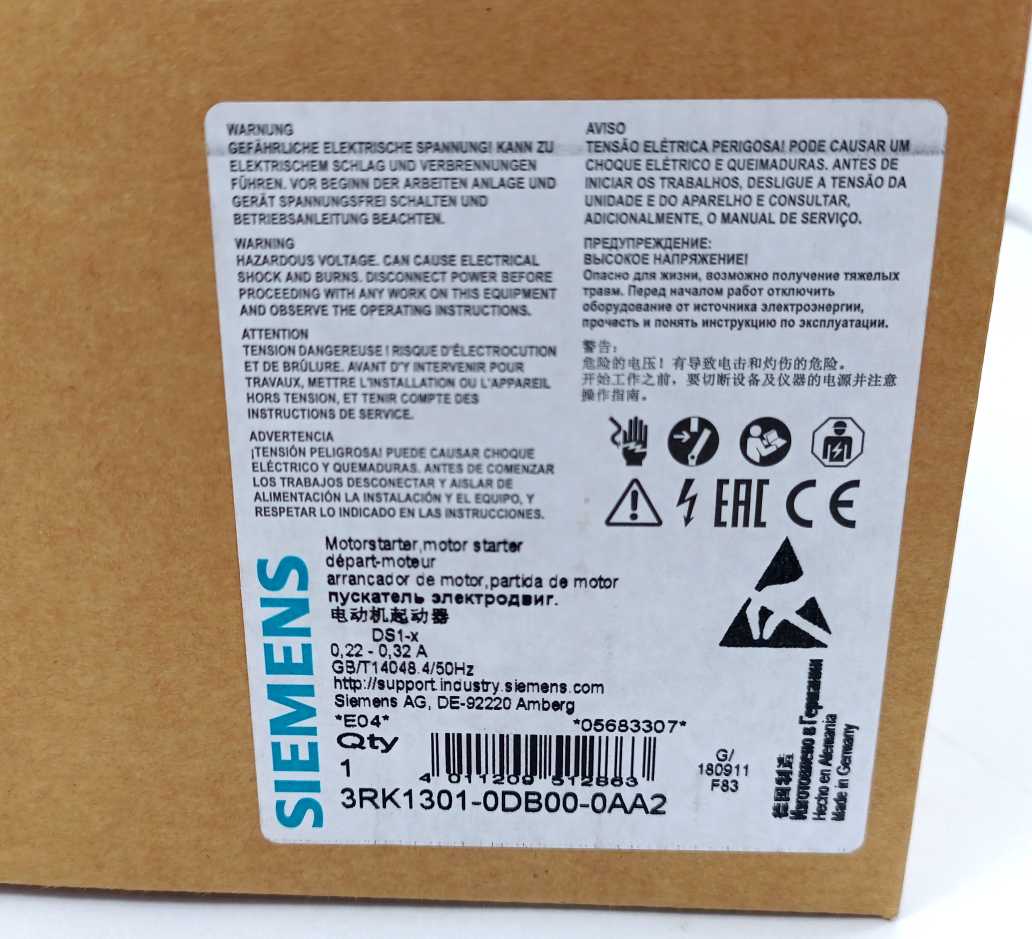 WARNUNG
GEFÄHRLICHE ELEKTRISCHE SPANNUNG! KANN ZU
ELEKTRISCHEM SCHLAG UND VERBRENNUNGEN
FÜHREN. VOR BEGINN DER ARBEITEN ANLAGE UND
GERÄT SPANNUNGSFREI SCHALTEN UND
BETRIEBSANLEITUNG BEACHTEN.
WARNING
HAZARDOUS VOLTAGE. CAN CAUSE ELECTRICAL
SHOCK AND BURNS. DISCONNECT POWER BEFORE
PROCEEDING WITH ANY WORK ON THIS EQUIPMENT
AND OBSERVE THE OPERATING INSTRUCTIONS.
ATTENTION
TENSION DANGEREUSE ! RISQUE D'ÉLECTROCUTION
ET DE BRÛLURE. AVANT D'Y INTERVENIR POUR
TRAVAUX, METTRE L'INSTALLATION OU L'APPAREIL
HORS TENSION, ET TENIR COMPTE DES
INSTRUCTIONS DE SERVICE.
ADVERTENCIA
¡TENSIÓN PELIGROSA! PUEDE CAUSAR CHOQUE
ELÉCTRICO Y QUEMADURAS. ANTES DE COMENZAR
LOS TRABAJOS DESCONECTAR Y AISLAR DE
ALIMENTACIÓN LA INSTALACIÓN Y EL EQUIPO, Y
RESPETAR LO INDICADO EN LAS INSTRUCCIONES.
AVISO
TENSÃO ELÉTRICA PERIGOSA! PODE CAUSAR UM
CHOQUE ELÉTRICO E QUEIMADURAS. ANTES DE
INICIAR OS TRABALHOS, DESLIGUE A TENSÃO DA
UNIDADE E DO APARELHO E CONSULTAR,
ADICIONALMENTE, O MANUAL DE SERVIÇO.
ПРЕДУПРЕЖДЕНИЕ:
ВЫСОКОЕ НАПРЯЖЕНИЕ!
Опасно для жизни, возможно получение тяжелых
травм. Перед началом работ отключить
оборудование от источника электроэнергии,
прочесть и понять инструкцию по эксплуатации.
警告:
危险的电压! 有导致电击和灼伤的危险。
开始工作之前，要切断设备及仪器的电源并注意
操作指南。
EAC CE
SIEMENS
Motorstarter,motor starter
départ-moteur
arrancador de motor,partida de motor
пускатель электродвиг.
电动机起动器
DS1-x
0,22 - 0,32 A
GB/T14048.4/50Hz
http://support.industry.siemens.com
Siemens AG, DE-92220 Amberg
*E04* *05683307*
Qty
1
4 011209 512863
3RK1301-0DB00-0AA2
G/
180911
F83
德国制造
Изготовлено в Германии
Hecho en Alemania
Made in Germany